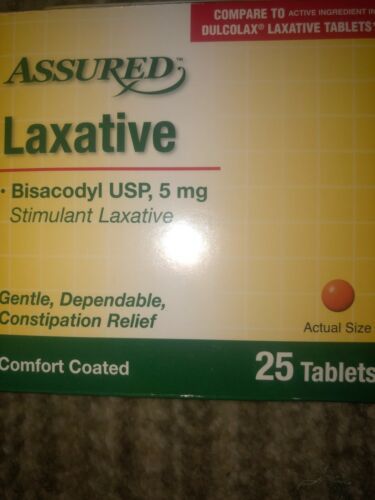 COMPARE TO ACTIVE INGREDIENT IN
DULCOLAX® LAXATIVE TABLETS*
ASSURED™
Laxative
• Bisacodyl USP, 5 mg
Stimulant Laxative
Gentle, Dependable,
Constipation Relief
Actual Size
Comfort Coated
25 Tablets